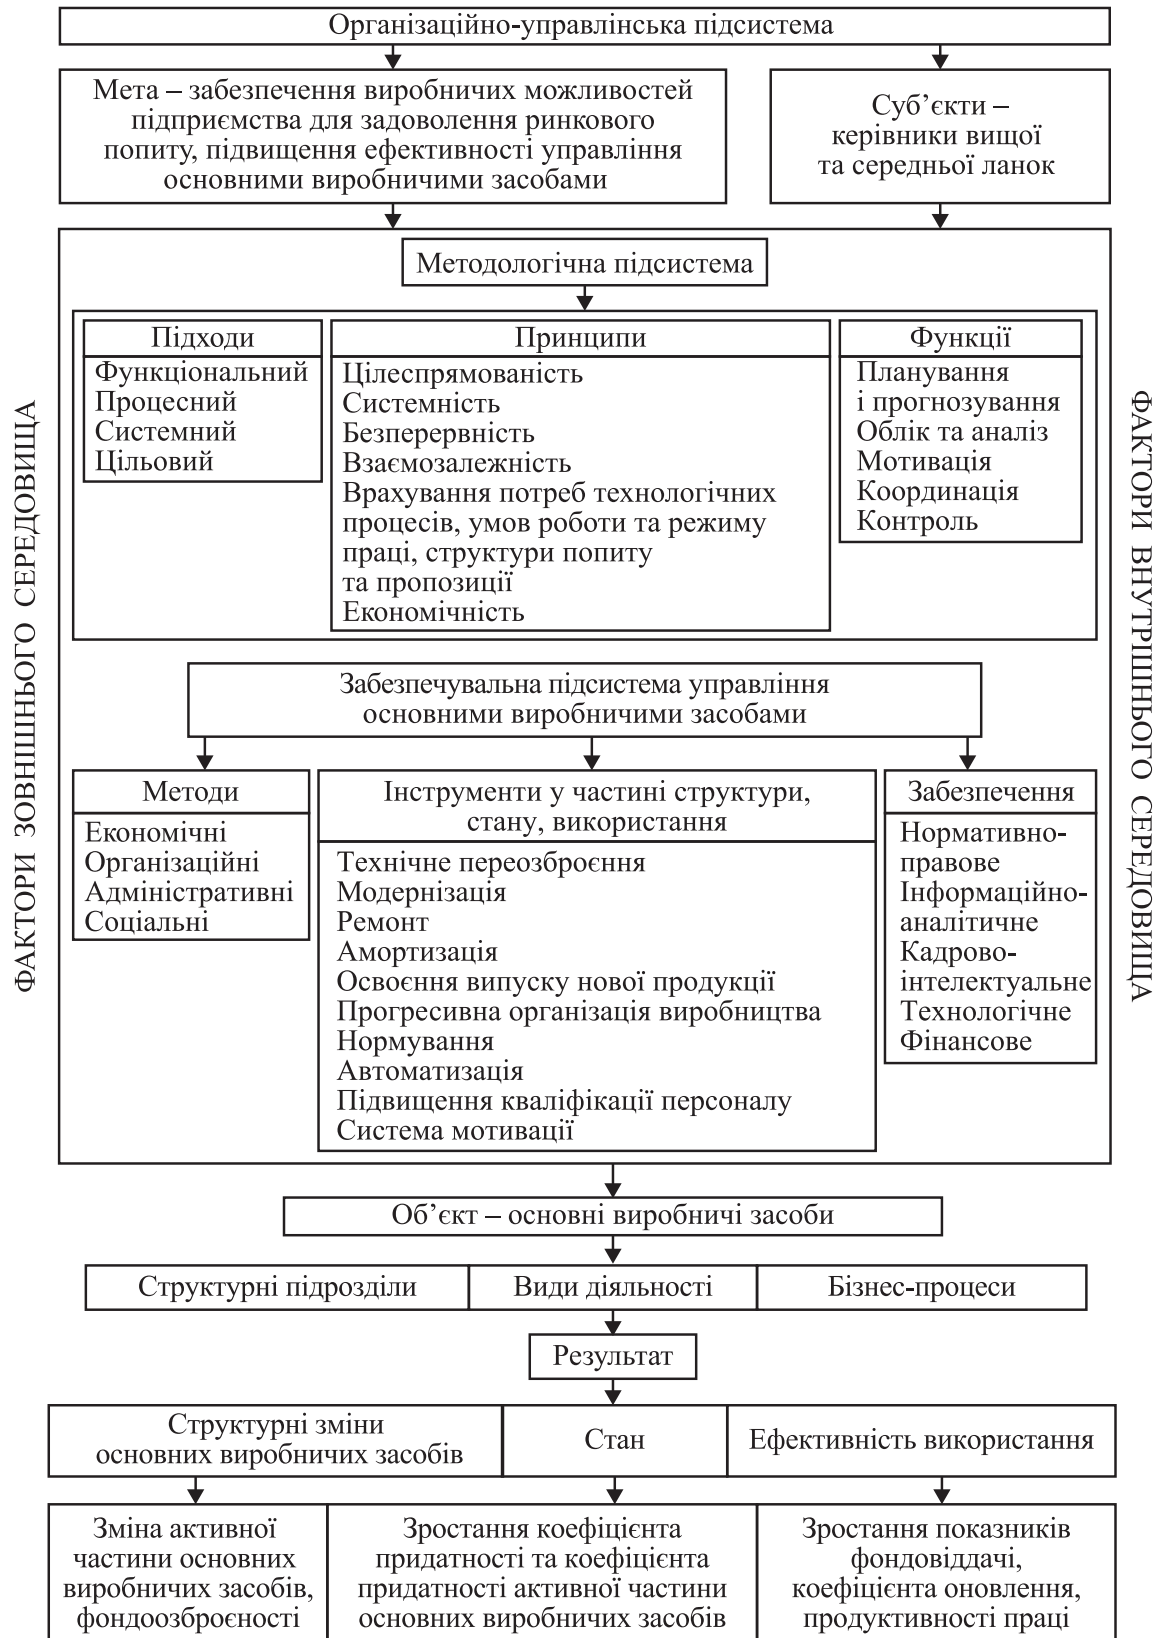 Організаційно-управлінська підсистема
Мета – забезпечення виробничих можливостей
підприємства для задоволення ринкового
попиту, підвищення ефективності управління
основними виробничими засобами
Суб’єкти –
керівники вищої
та середньої ланок
ФАКТОРИ ЗОВНІШНЬОГО СЕРЕДОВИЩА
Методологічна підсистема
Підходи
Функціональний
Процесний
Системний
Цільовий
Принципи
Цілеспрямованість
Системність
Безперервність
Взаємозалежність
Врахування потреб технологічних
процесів, умов роботи та режиму
праці, структури попиту
та пропозиції
Економічність
Функції
Планування
і прогнозування
Облік та аналіз
Мотивація
Координація
Контроль
Забезпечувальна підсистема управління
основними виробничими засобами
Методи
Економічні
Організаційні
Адміністративні
Соціальні
Інструменти у частині структури,
стану, використання
Технічне переозброєння
Модернізація
Ремонт
Амортизація
Освоєння випуску нової продукції
Прогресивна організація виробництва
Нормування
Автоматизація
Підвищення кваліфікації персоналу
Система мотивації
Забезпечення
Нормативно-
правове
Інформаційно-
аналітичне
Кадрово-
інтелектуальне
Технологічне
Фінансове
ФАКТОРИ ВНУТРІШНЬОГО СЕРЕДОВИЩА
Об’єкт – основні виробничі засоби
Структурні підрозділи
Види діяльності
Бізнес-процеси
Результат
Структурні зміни
основних виробничих засобів
Стан
Ефективність використання
Зміна активної
частини основних
виробничих засобів,
фондоозброєності
Зростання коефіцієнта
придатності та коефіцієнта
придатності активної частини
основних виробничих засобів
Зростання показників
фондовіддачі,
коефіцієнта оновлення,
продуктивності праці